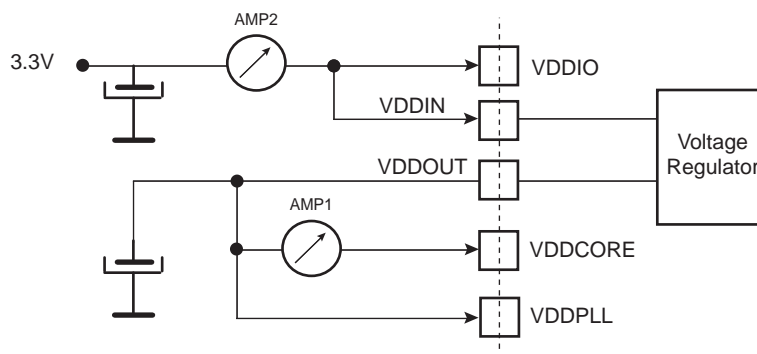 AMP2
3.3V
VDDIO
VDDIN
Voltage
Regulator
VDDOUT
AMP1
VDDCORE
VDDPLL